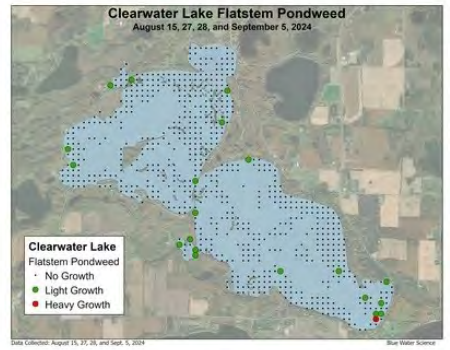 Clearwater Lake Flatstem Pondweed
August 15, 27, 28, and September 5, 2024
Clearwater Lake
Flatstem Pondweed
No Growth
Light Growth
Heavy Growth
Data Collected: August 15, 27, 28, and Sept. 5, 2024
Blue Water Science